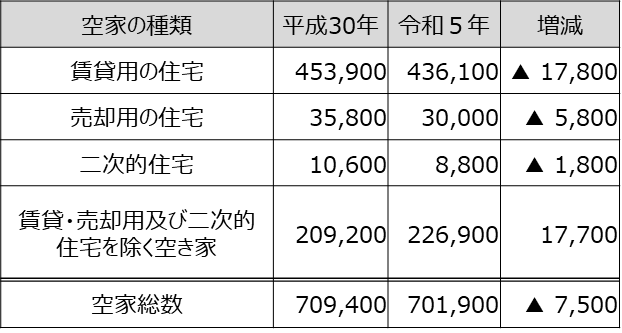 空家の種類 平成30年 令和５年 増減
賃貸用の住宅 453,900 436,100 ▲ 17,800
売却用の住宅 35,800 30,000 ▲ 5,800
二次的住宅 10,600 8,800 ▲ 1,800
賃貸・売却用及び二次的
住宅を除く空き家 209,200 226,900 17,700
空家総数 709,400 701,900 ▲ 7,500